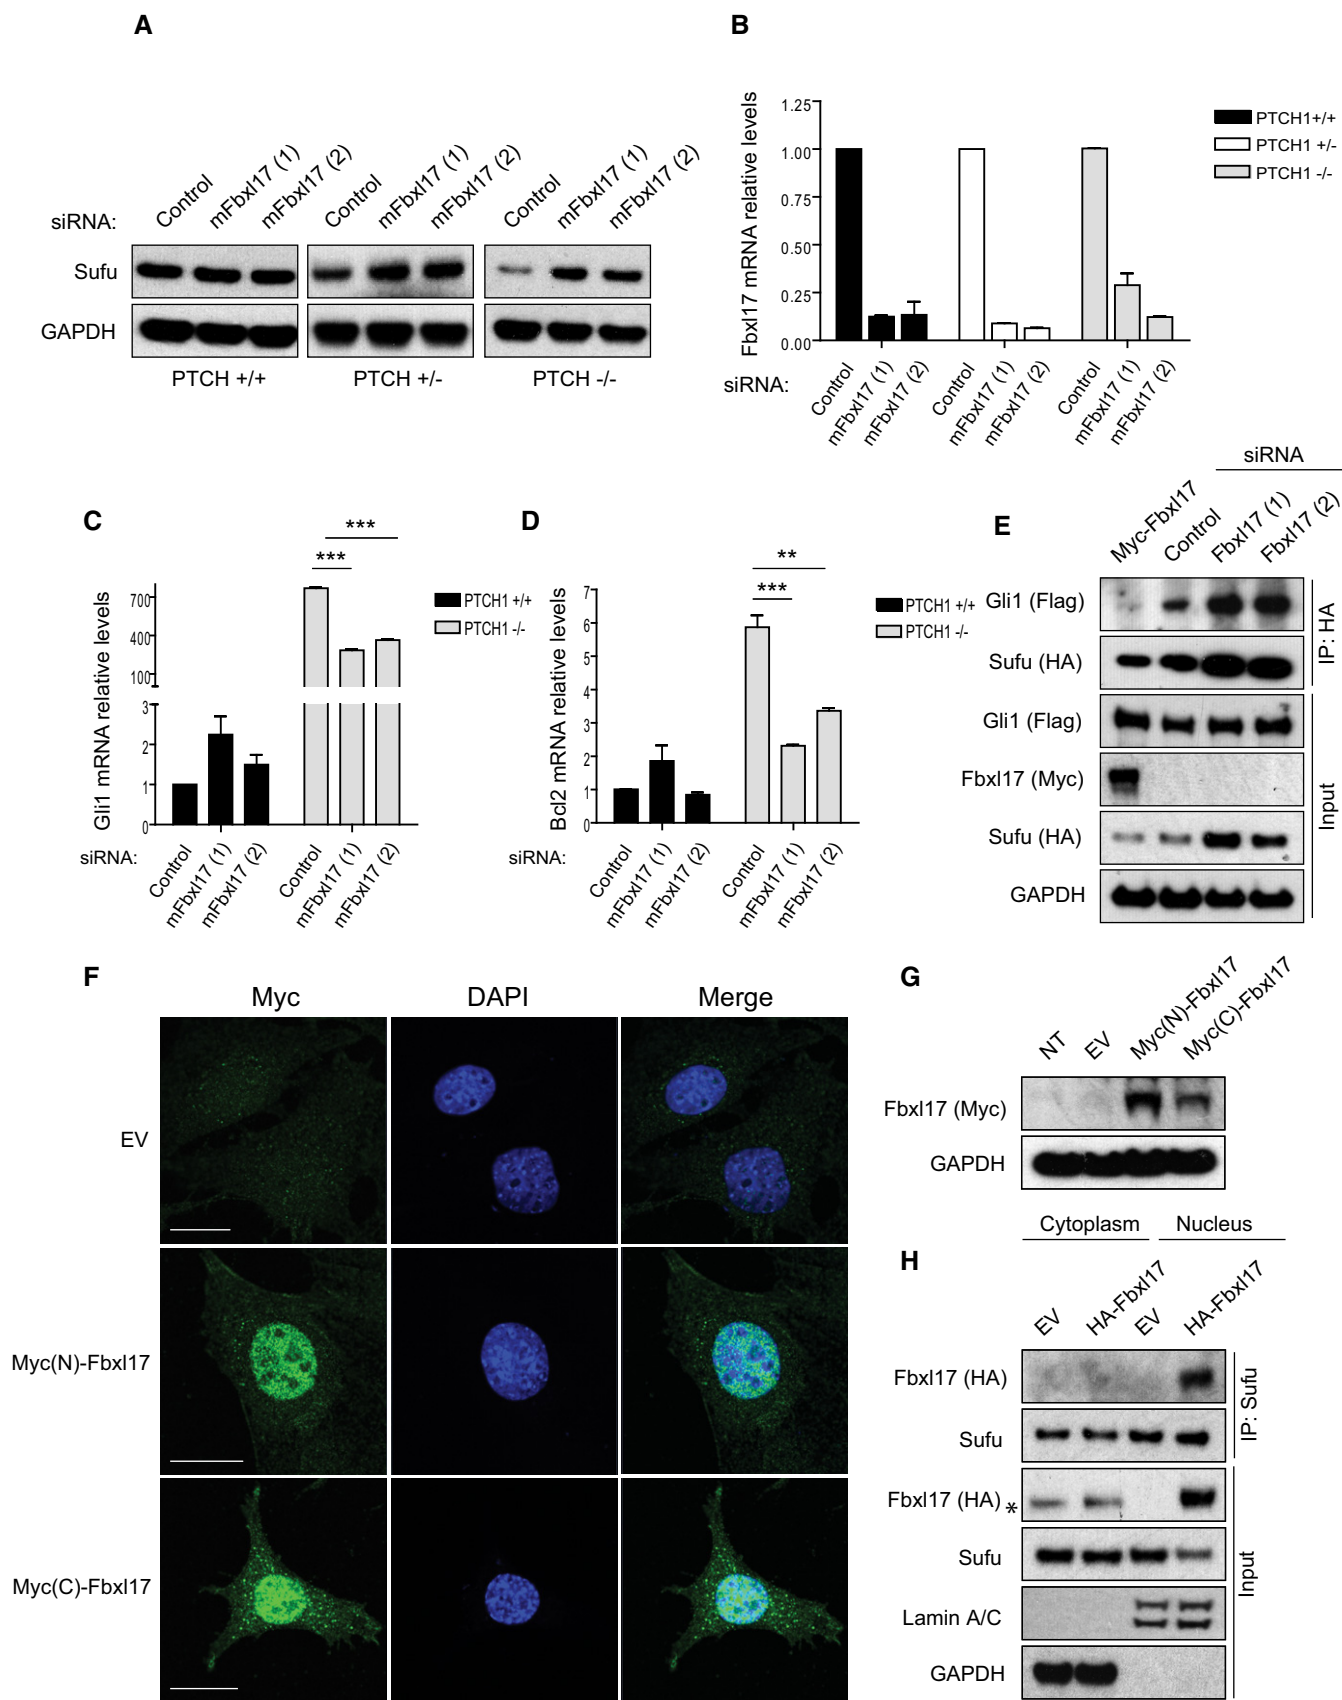 A
siRNA:
Control
mFbxl17 (1)
mFbxl17 (2)
Control
mFbxl17 (1)
mFbxl17 (2)
Control
mFbxl17 (1)
mFbxl17 (2)
Sufu
GAPDH
PTCH +/+
PTCH +/-
PTCH -/-
B
Fbxl17 mRNA relative levels
1.25
1.00
0.75
0.50
0.25
0.00
PTCH1+/+
PTCH1 +/-
PTCH1 -/-
siRNA:
Control
mFbxl17 (1)
mFbxl17 (2)
Control
mFbxl17 (1)
mFbxl17 (2)
Control
mFbxl17 (1)
mFbxl17 (2)
C
Gli1 mRNA relative levels
700
400
100
3
2
1
0
***
***
PTCH1 +/+
PTCH1 -/-
siRNA:
Control
mFbxl17 (1)
mFbxl17 (2)
Control
mFbxl17 (1)
mFbxl17 (2)
D
Bcl2 mRNA relative levels
7
6
5
4
3
2
1
0
**
***
PTCH1 +/+
PTCH1 -/-
siRNA:
Control
mFbxl17 (1)
mFbxl17 (2)
Control
mFbxl17 (1)
mFbxl17 (2)
E
siRNA
Myc-Fbxl17
Control
Fbxl17 (1)
Fbxl17 (2)
Gli1 (Flag)
Sufu (HA)
IP: HA
Gli1 (Flag)
Fbxl17 (Myc)
Sufu (HA)
GAPDH
Input
F
Myc
DAPI
Merge
EV
Myc(N)-Fbxl17
Myc(C)-Fbxl17
G
NT
EV
Myc(N)-Fbxl17
Myc(C)-Fbxl17
Fbxl17 (Myc)
GAPDH
H
Cytoplasm
Nucleus
EV
HA-Fbxl17
EV
HA-Fbxl17
Fbxl17 (HA)
Sufu
IP: Sufu
Fbxl17 (HA) *
Sufu
Lamin A/C
GAPDH
Input